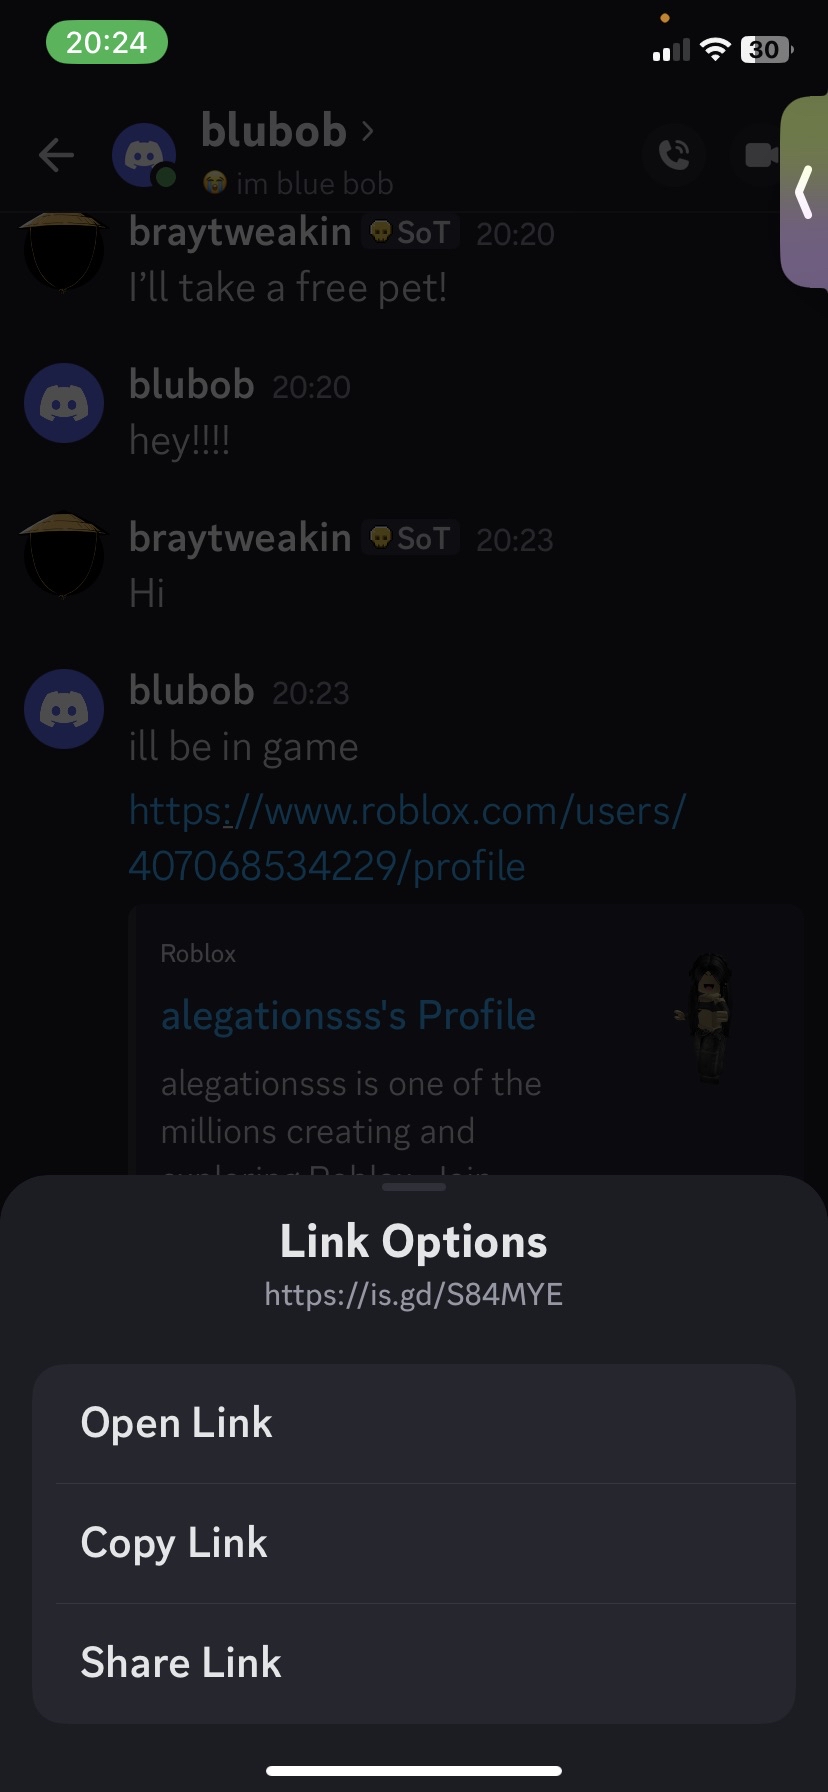 20:24
30
blubob
😭 im blue bob
braytweakin 💀 SoT 20:20
I’ll take a free pet!
blubob 20:20
hey!!!!
braytweakin 💀 SoT 20:23
Hi
blubob 20:23
ill be in game
https://www.roblox.com/users/
407068534229/profile
Roblox
alegationsss's Profile
alegationsss is one of the
millions creating and
exploring Roblox. Join
Link Options
https://is.gd/S84MYE
Open Link
Copy Link
Share Link